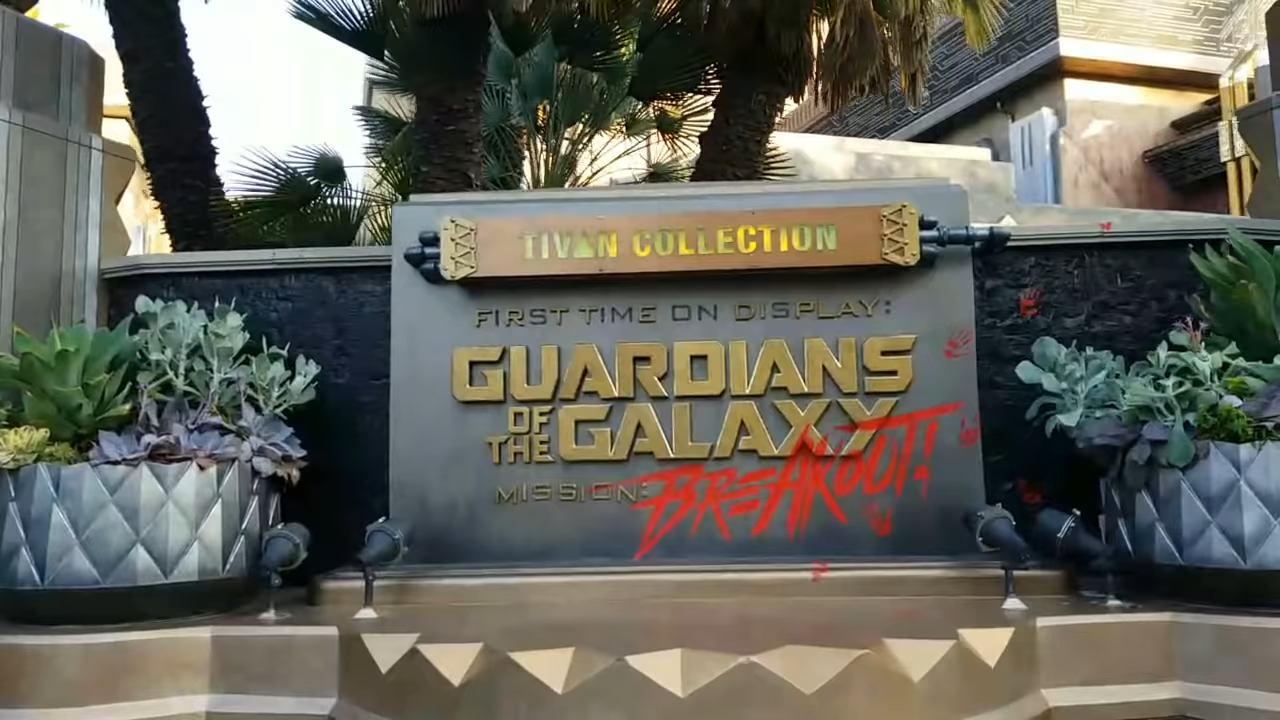 TIVAN COLLECTION
FIRST TIME ON DISPLAY:
GUARDIANS
OF THE GALAXY
MISSION: BREAKOUT!